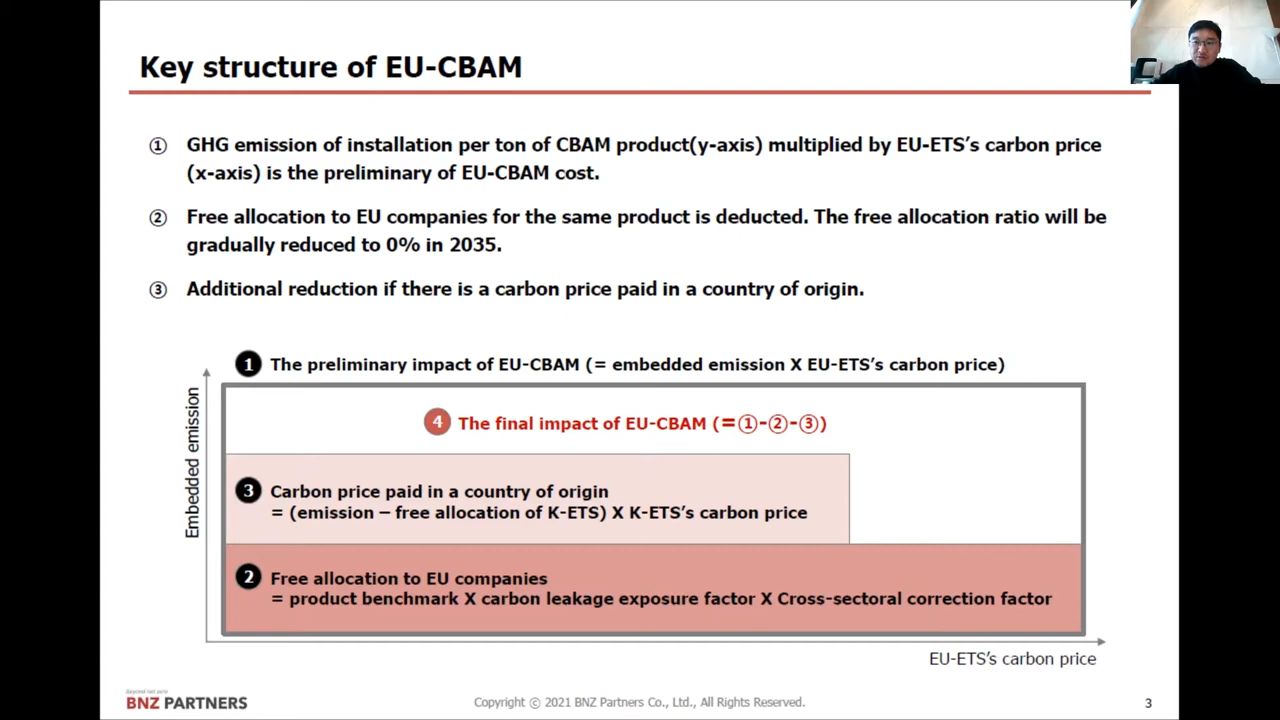 Key structure of EU-CBAM
① GHG emission of installation per ton of CBAM product(y-axis) multiplied by EU-ETS’s carbon price
(x-axis) is the preliminary of EU-CBAM cost.
② Free allocation to EU companies for the same product is deducted. The free allocation ratio will be
gradually reduced to 0% in 2035.
③ Additional reduction if there is a carbon price paid in a country of origin.
❶ The preliminary impact of EU-CBAM (= embedded emission X EU-ETS’s carbon price)
Embedded emission
4 The final impact of EU-CBAM (=①-②-③)
❸ Carbon price paid in a country of origin
= (emission – free allocation of K-ETS) X K-ETS’s carbon price
❷ Free allocation to EU companies
= product benchmark X carbon leakage exposure factor X Cross-sectoral correction factor
EU-ETS’s carbon price
Beyond net zero
BNZ PARTNERS
Copyright ⓒ 2021 BNZ Partners Co., Ltd., All Rights Reserved.
3